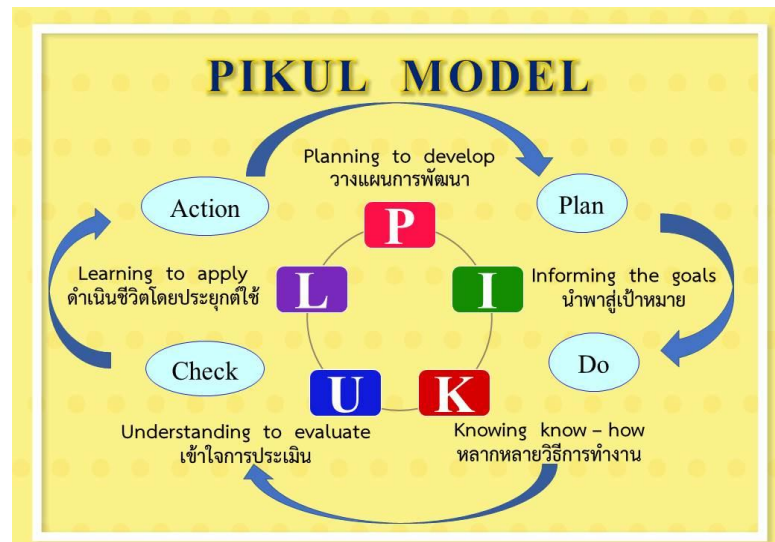 PIKUL MODEL
Planning to develop
วางแผนการพัฒนา
Action
Plan
P
Learning to apply
ดำเนินชีวิตโดยประยุกต์ใช้
L
I
Informing the goals
นำพาสู่เป้าหมาย
Check
Do
U
K
Understanding to evaluate
เข้าใจการประเมิน
Knowing know – how
หลากหลายวิธีการทำงาน